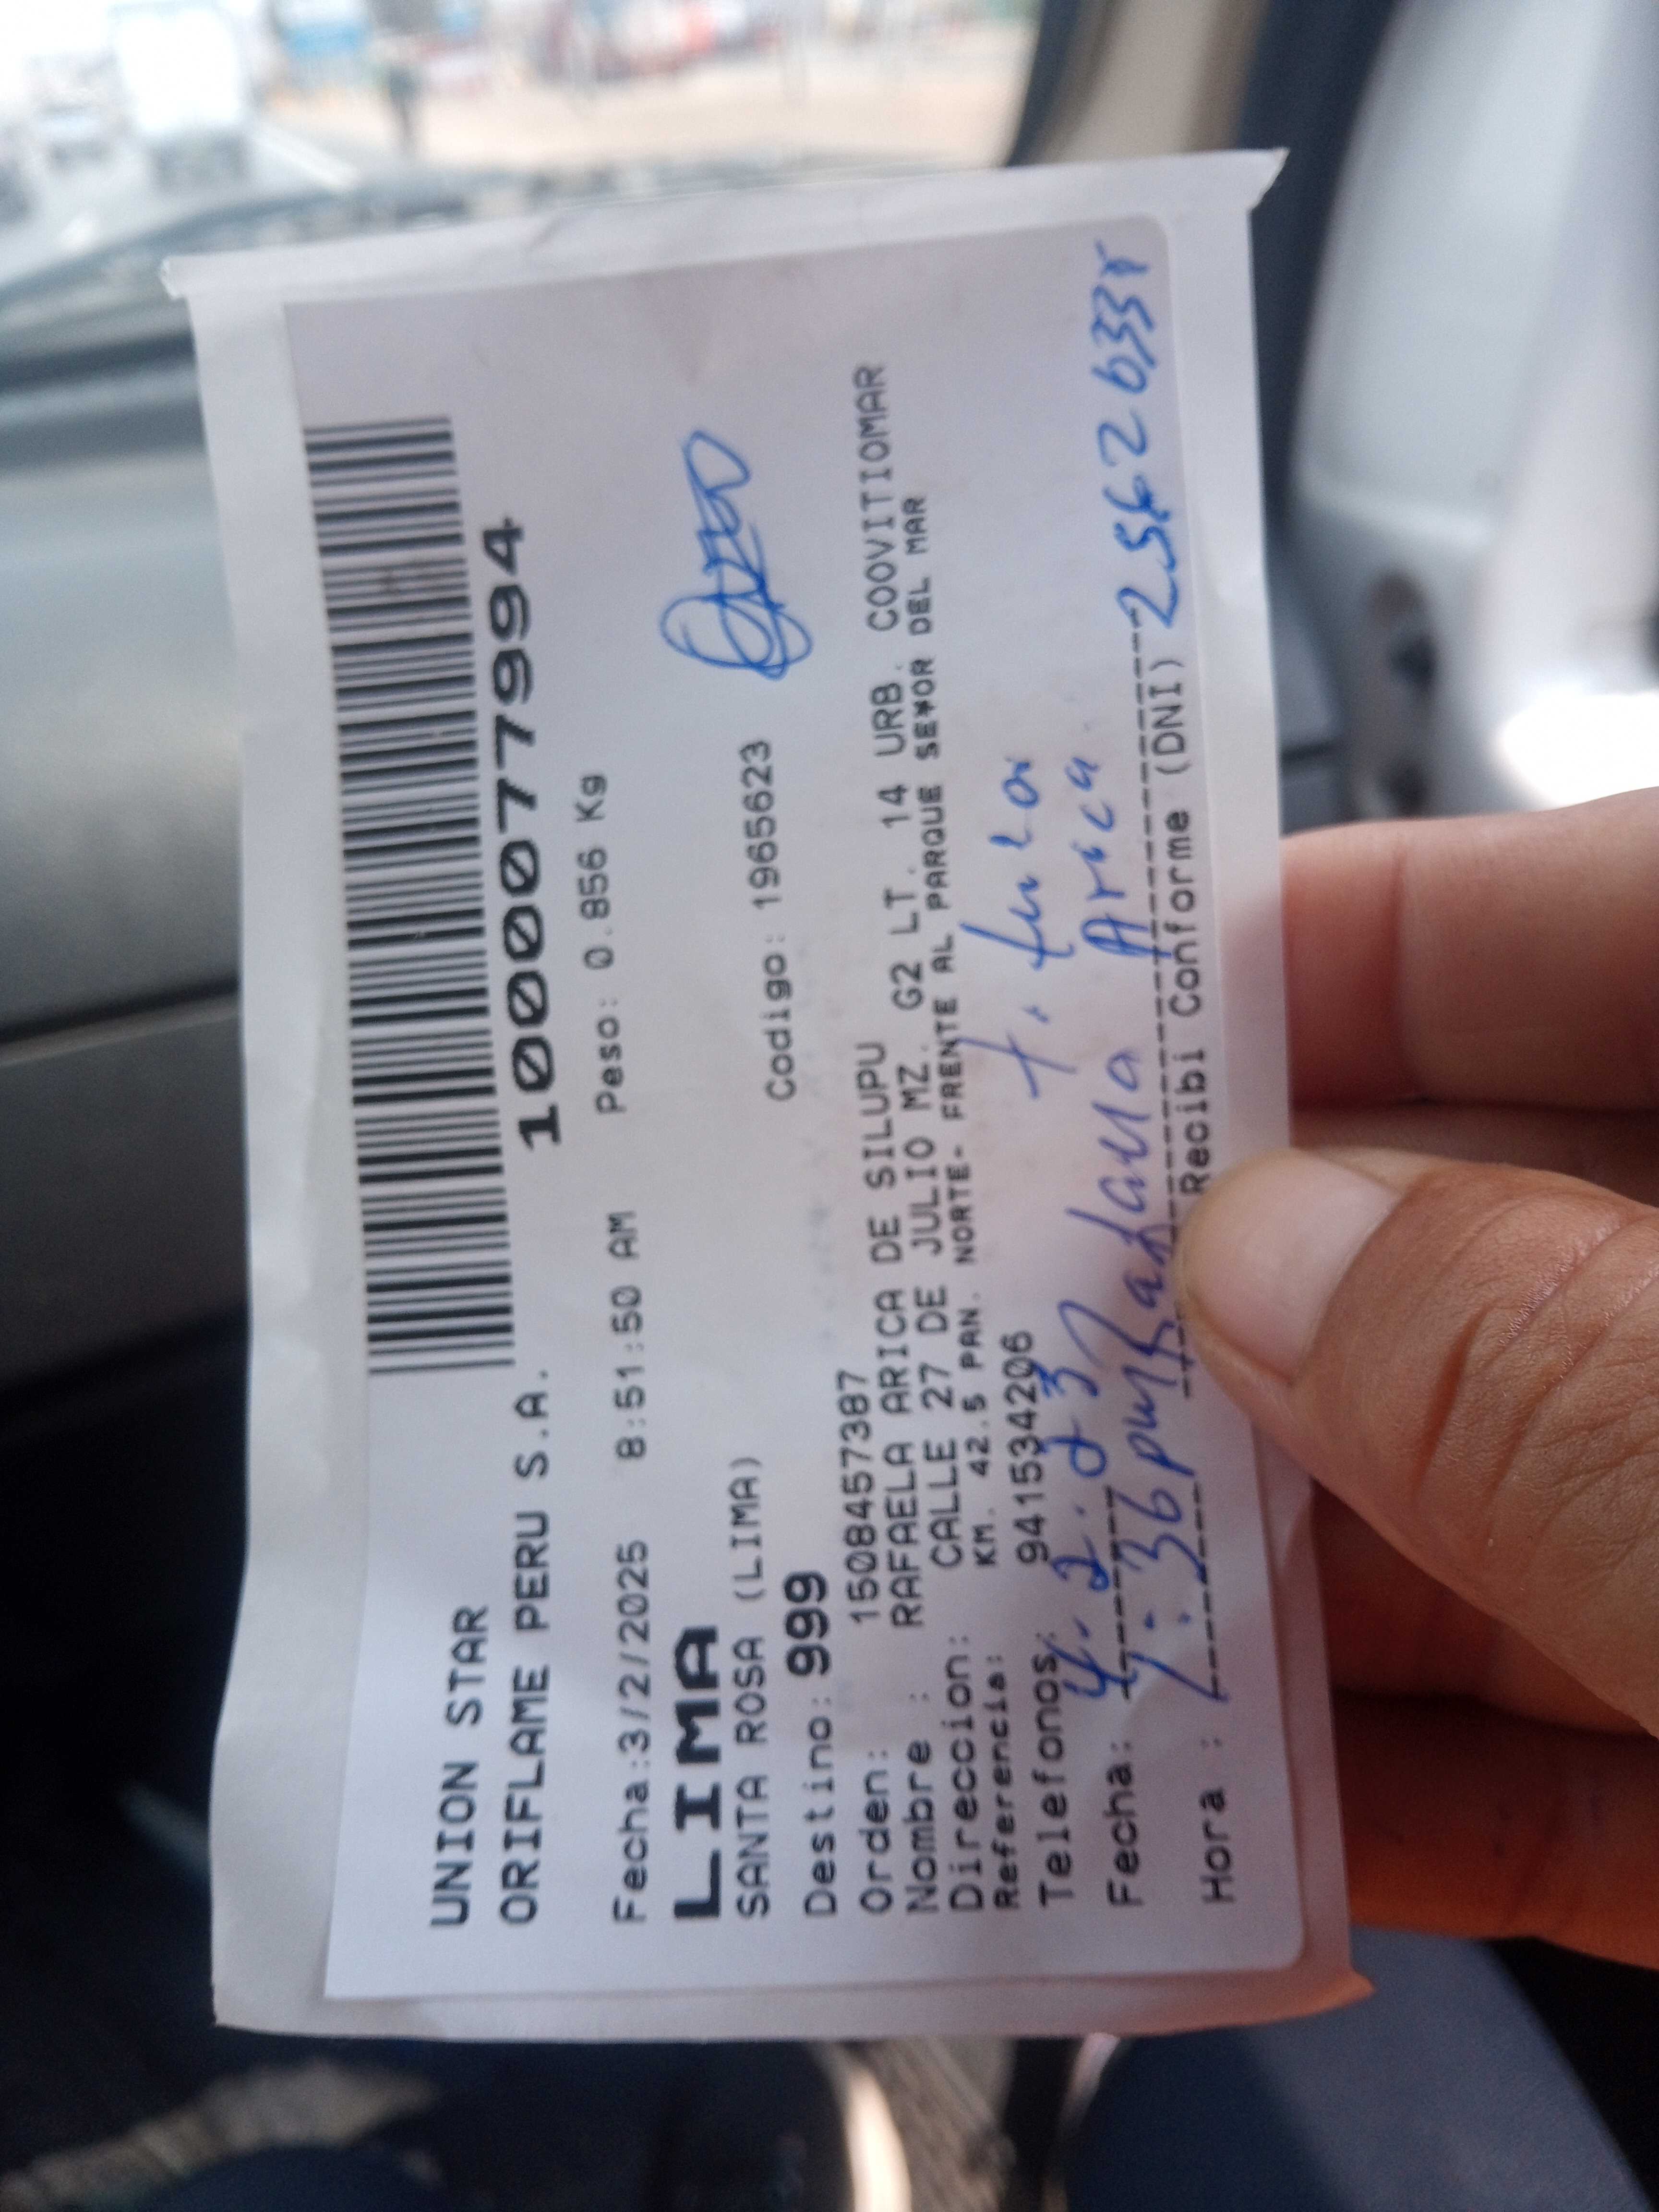 UNION STAR
ORIFLAME PERU S.A.
100077994
Fecha:3/2/2025 8:51:50 AM Peso: 0.856 Kg
LIMA
SANTA ROSA (LIMA)
Destino: 999 Codigo: 1965623
Orden: 1508457387
Nombre : RAFAELA ARICA DE SILUPU
Direccion: CALLE 27 DE JULIO MZ. G2 LT. 14 URB. COOVITIOMAR
Referencia: KM. 42.5 PAN. NORTE- FRENTE AL PARQUE SE¥OR DEL MAR
Telefonos: 941534206
Fecha:
Arica
Hora :
Recibi Conforme (DNI)